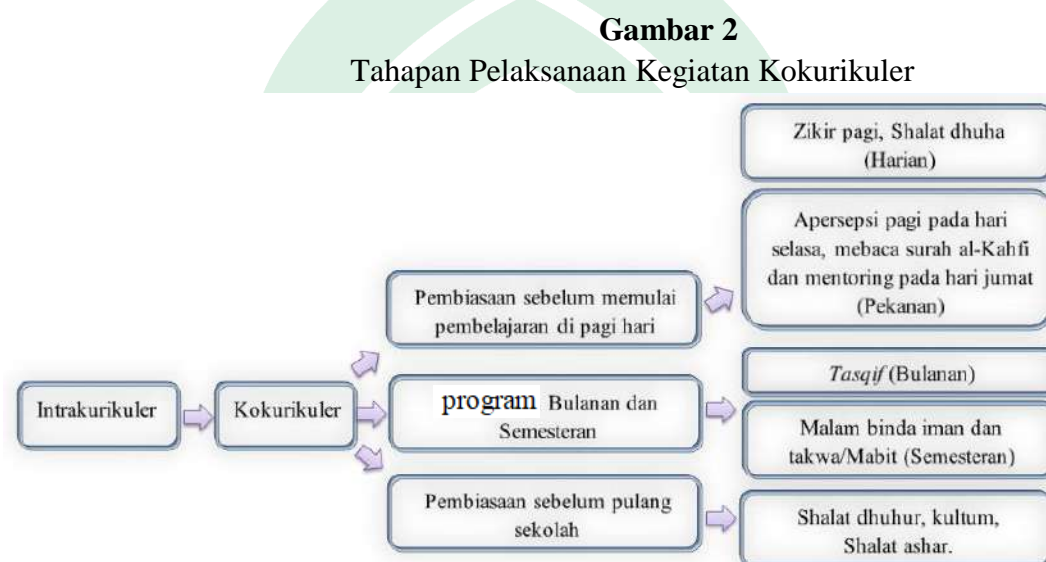 Gambar 2
Tahapan Pelaksanaan Kegiatan Kokurikuler
Intrakurikuler
Kokurikuler
Pembiasaan sebelum memulai
pembelajaran di pagi hari
Zikir pagi, Shalat dhuha
(Harian)
Apersepsi pagi pada hari
selasa, mebaca surah al-Kahfi
dan mentoring pada hari jumat
(Pekanan)
program Bulanan dan
Semesteran
Tasqif (Bulanan)
Malam binda iman dan
takwa/Mabit (Semesteran)
Pembiasaan sebelum pulang
sekolah
Shalat dhuhur, kultum,
Shalat ashar.